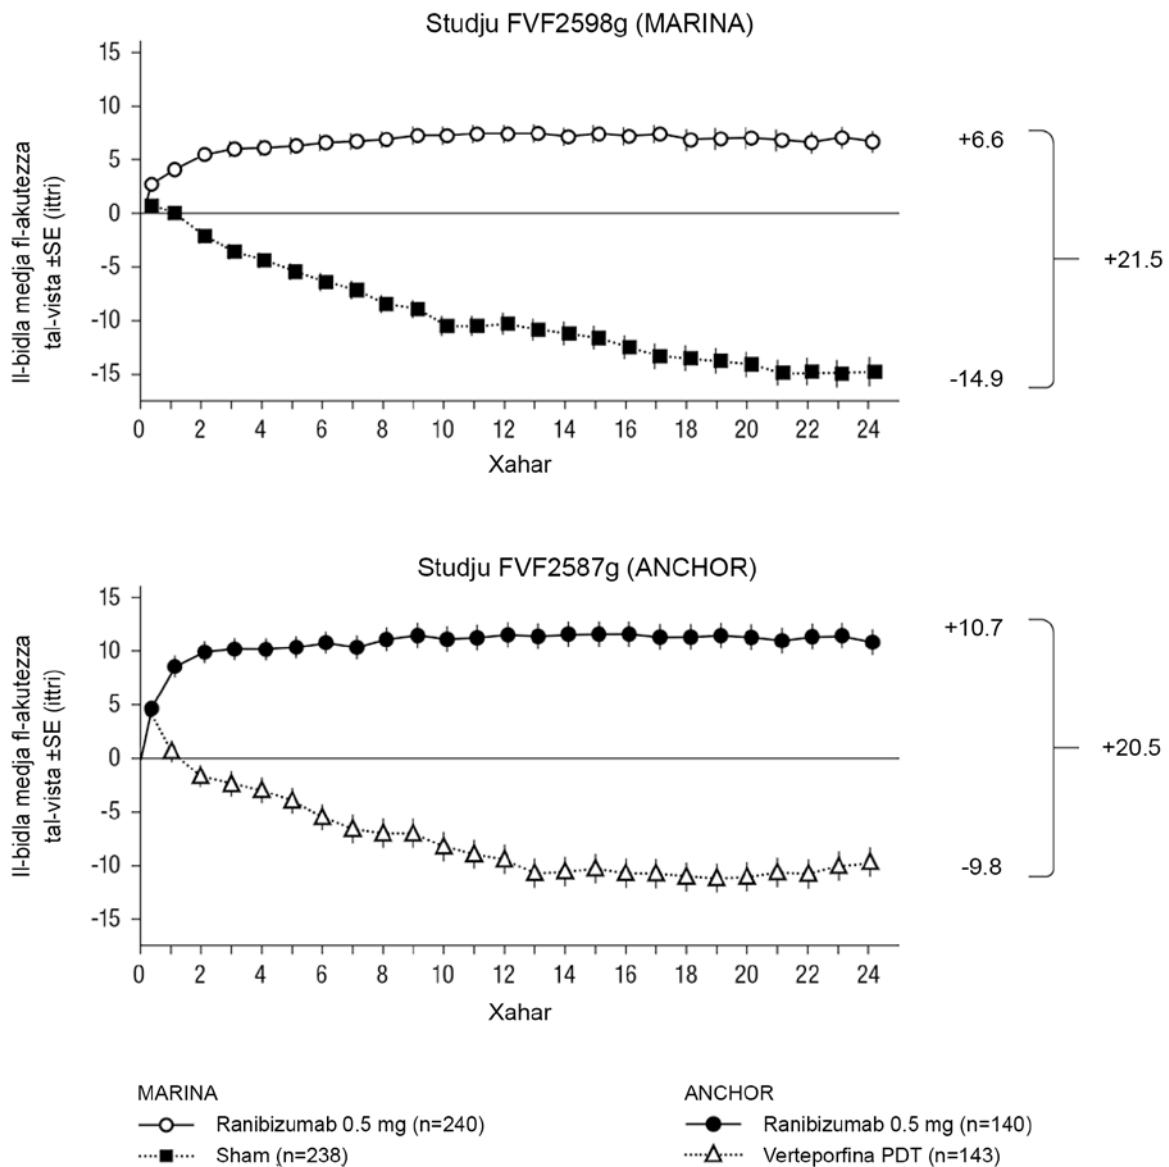 Studju FVF2598g (MARINA)
Il-bidla medja fl-akutezza
tal-vista ±SE (ittri)
15
10
5
0
-5
-10
-15
0 2 4 6 8 10 12 14 16 18 20 22 24
Xahar
+6.6
+21.5
-14.9
Studju FVF2587g (ANCHOR)
Il-bidla medja fl-akutezza
tal-vista ±SE (ittri)
15
10
5
0
-5
-10
-15
0 2 4 6 8 10 12 14 16 18 20 22 24
Xahar
+10.7
+20.5
-9.8
MARINA
Ranibizumab 0.5 mg (n=240)
Sham (n=238)
ANCHOR
Ranibizumab 0.5 mg (n=140)
Verteporfina PDT (n=143)